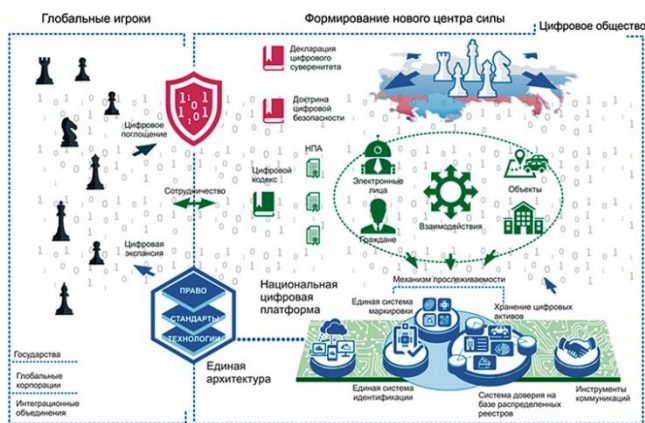 Глобальные игроки
Формирование нового центра силы
Цифровое общество
Декларация
цифрового
суверенитета
Доктрина
цифровой
безопасности
Цифровое
поглощение
НПА
Цифровой
кодекс
Сотрудничество
Электронные
лица
Объекты
Взаимодействия
Граждане
Цифровая
экспансия
Механизм прослеживаемости
ПРАВО
СТАНДАРТЫ
ТЕХНОЛОГИИ
Национальная
цифровая
платформа
Единая система
маркировки
Хранение цифровых
активов
Единая
архитектура
Государства
Глобальные
корпорации
Интеграционные
объединения
Единая система
идентификации
Система доверия на
базе распределенных
реестров
Инструменты
коммуникаций